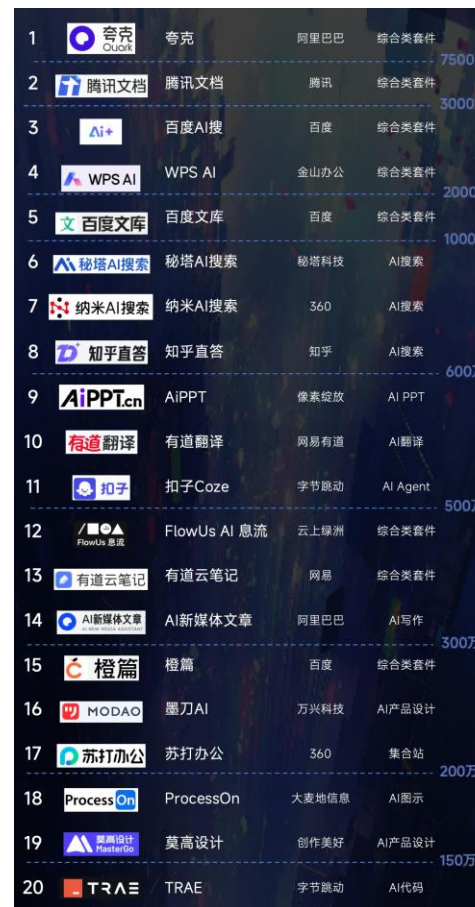 1 夸克 Quark 夸克 阿里巴巴 综合类套件
7500
2 腾讯文档 腾讯文档 腾讯 综合类套件
3000
3 Ai+ 百度AI搜 百度 综合类套件
4 WPS AI WPS AI 金山办公 综合类套件
2000
5 文 百度文库 百度文库 百度 综合类套件
1000
6 秘塔AI搜索 秘塔AI搜索 秘塔科技 AI搜索
7 纳米AI搜索 纳米AI搜索 360 AI搜索
8 知乎直答 知乎直答 知乎 AI搜索
600万
9 AiPPT.cn AiPPT 像素绽放 AI PPT
10 有道翻译 有道翻译 网易有道 AI翻译
11 扣子 扣子Coze 字节跳动 AI Agent
500万
12 FlowUs 息流 FlowUs AI 息流 云上绿洲 综合类套件
13 有道云笔记 有道云笔记 网易 综合类套件
14 AI新媒体文章 AI NEW MEDIA ASSISTANT AI新媒体文章 阿里巴巴 AI写作
300万
15 橙篇 橙篇 百度 综合类套件
16 MODAO 墨刀AI 万兴科技 AI产品设计
17 苏打办公 苏打办公 360 集合站
200万
18 ProcessOn ProcessOn 大麦地信息 AI图示
19 莫高设计 MasterGo 莫高设计 创作美好 AI产品设计
150万
20 TRAE TRAE 字节跳动 AI代码